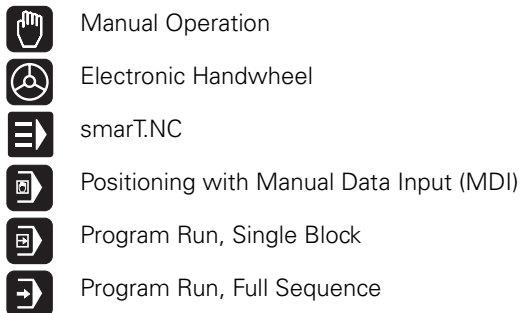 Manual Operation
Electronic Handwheel
smarT.NC
Positioning with Manual Data Input (MDI)
Program Run, Single Block
Program Run, Full Sequence